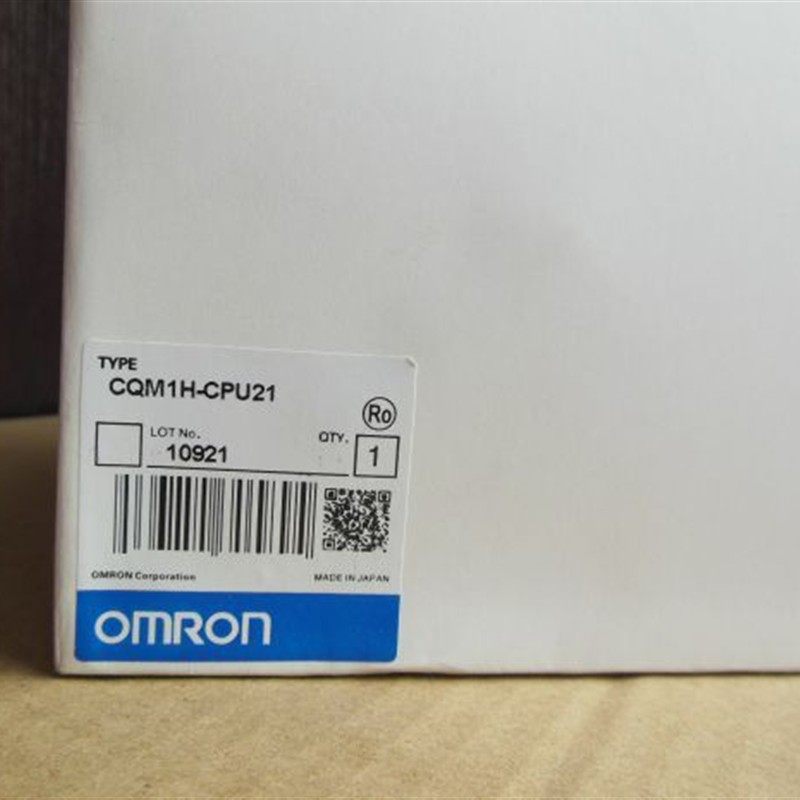 TYPE
CQM1H-CPU21
Ro
LOT No.
10921
QTY.
1
OMRON Corporation
MADE IN JAPAN
OMRON